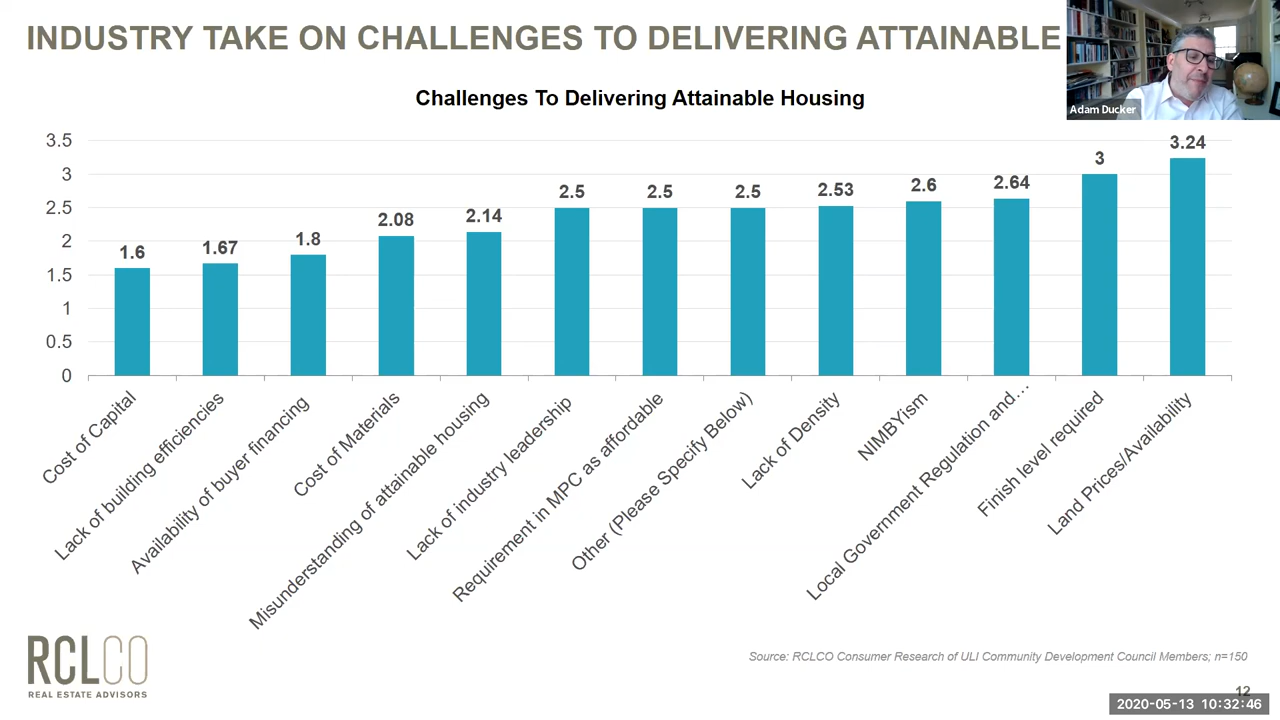 INDUSTRY TAKE ON CHALLENGES TO DELIVERING ATTAINABLE
Adam Ducker
Challenges To Delivering Attainable Housing
3.5
3
2.5
2
1.5
1
0.5
0
1.6
1.67
1.8
2.08
2.14
2.5
2.5
2.5
2.53
2.6
2.64
3
3.24
Cost of Capital
Lack of building efficiencies
Availability of buyer financing
Cost of Materials
Misunderstanding of attainable housing
Lack of industry leadership
Requirement in MPC as affordable
Other (Please Specify Below)
Lack of Density
NIMBYism
Local Government Regulation and…
Finish level required
Land Prices/Availability
RCLCO
REAL ESTATE ADVISORS
Source: RCLCO Consumer Research of ULI Community Development Council Members; n=150
12
2020-05-13 10:32:46